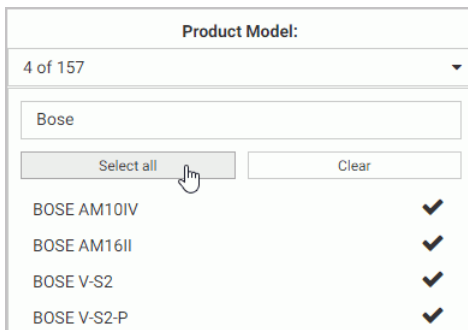 Product Model:
4 of 157
Bose
Select all Clear
BOSE AM10IV
BOSE AM16II
BOSE V-S2
BOSE V-S2-P